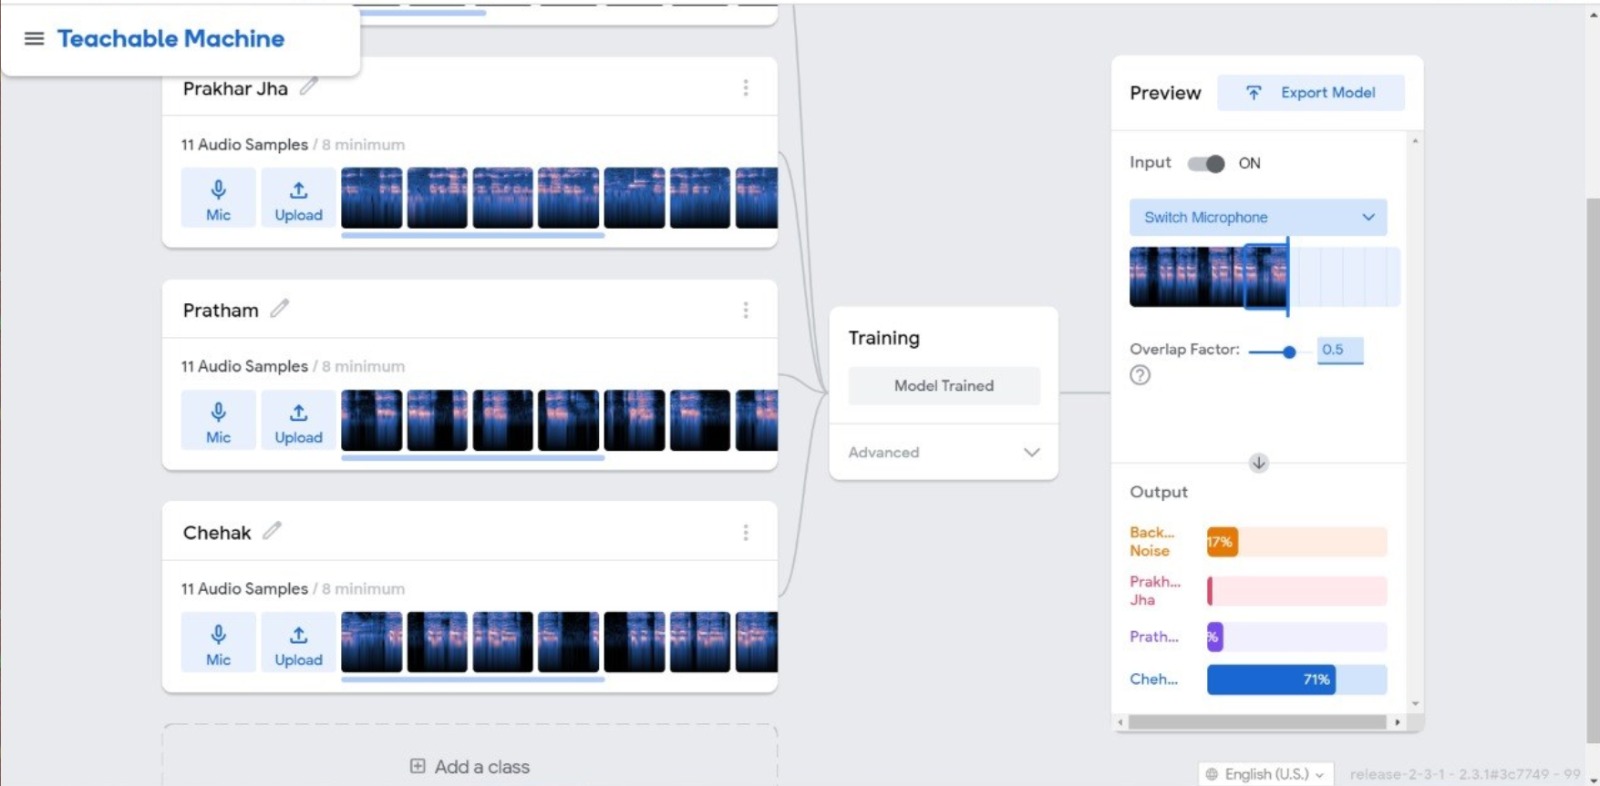 Teachable Machine
Prakhar Jha
11 Audio Samples / 8 minimum
Mic
Upload
Pratham
11 Audio Samples / 8 minimum
Mic
Upload
Chehak
11 Audio Samples / 8 minimum
Mic
Upload
Add a class
Training
Model Trained
Advanced
Preview
Export Model
Input ON
Switch Microphone
Overlap Factor: 0.5
?
Output
Back...
Noise
17%
Prakh...
Jha
Prath...
%
Cheh...
71%
English (U.S.)
release-2-3-1 - 2.3.1#3c7749 - 99